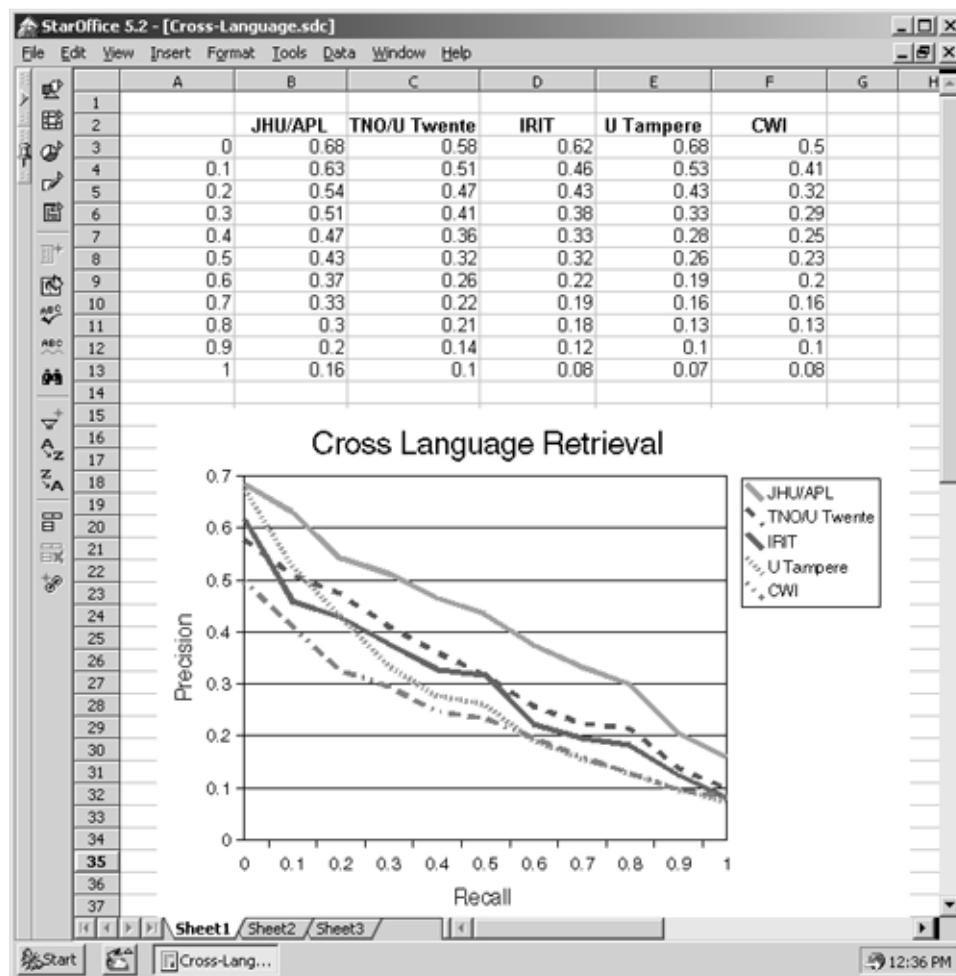 StarOffice 5.2 - [Cross-Language.sdc]
File Edit View Insert Format Tools Data Window Help
A B C D E F G H
1
2 JHU/APL TNO/U Twente IRIT U Tampere CWI
3 0 0.68 0.58 0.62 0.68 0.5
4 0.1 0.63 0.51 0.46 0.53 0.41
5 0.2 0.54 0.47 0.43 0.43 0.32
6 0.3 0.51 0.41 0.38 0.33 0.29
7 0.4 0.47 0.36 0.33 0.28 0.25
8 0.5 0.43 0.32 0.32 0.26 0.23
9 0.6 0.37 0.26 0.22 0.19 0.2
10 0.7 0.33 0.22 0.19 0.16 0.16
11 0.8 0.3 0.21 0.18 0.13 0.13
12 0.9 0.2 0.14 0.12 0.1 0.1
13 1 0.16 0.1 0.08 0.07 0.08
14
15
16
17
18
19
20
21
22
23
24
25
26
27
28
29
30
31
32
33
34
35
36
37
ABC
ABC
A
Z
Z
A
Cross Language Retrieval
Precision
0.7
0.6
0.5
0.4
0.3
0.2
0.1
0
0 0.1 0.2 0.3 0.4 0.5 0.6 0.7 0.8 0.9 1
Recall
JHU/APL
TNO/U Twente
IRIT
U Tampere
CWI
Sheet1 Sheet2 Sheet3
Start Cross-Lang... 12:36 PM